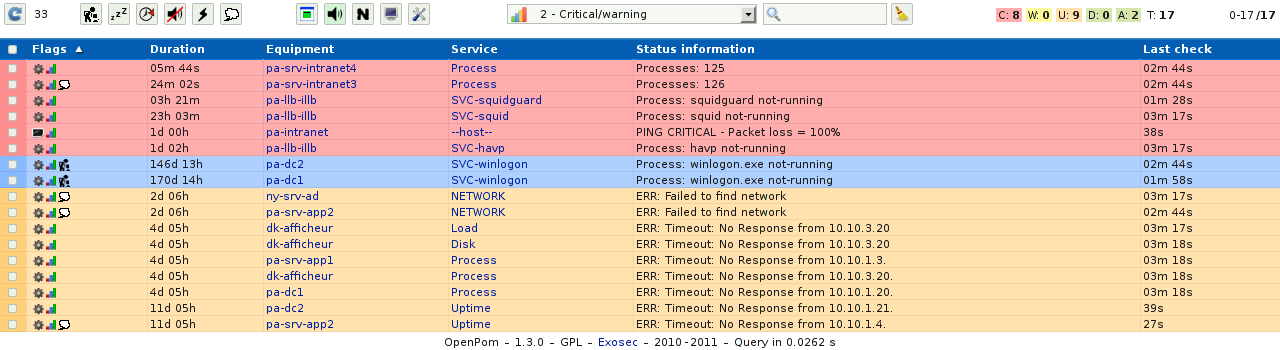 33 zZZ N 2 - Critical/warning C: 8 W: 0 U: 9 D: 0 A: 2 T: 17 0-17 /17
Flags Duration Equipment Service Status information Last check
05m 44s pa-srv-intranet4 Process Processes: 125 02m 44s
24m 02s pa-srv-intranet3 Process Processes: 126 02m 44s
03h 21m pa-llb-illb SVC-squidguard Process: squidguard not-running 01m 28s
23h 03m pa-llb-illb SVC-squid Process: squid not-running 03m 17s
1d 00h pa-intranet --host-- PING CRITICAL - Packet loss = 100% 38s
1d 02h pa-llb-illb SVC-havp Process: havp not-running 03m 17s
146d 13h pa-dc2 SVC-winlogon Process: winlogon.exe not-running 02m 44s
170d 14h pa-dc1 SVC-winlogon Process: winlogon.exe not-running 01m 58s
2d 06h ny-srv-ad NETWORK ERR: Failed to find network 03m 17s
2d 06h pa-srv-app2 NETWORK ERR: Failed to find network 02m 44s
4d 05h dk-afficheur Load ERR: Timeout: No Response from 10.10.3.20 03m 17s
4d 05h dk-afficheur Disk ERR: Timeout: No Response from 10.10.3.20 03m 18s
4d 05h pa-srv-app1 Process ERR: Timeout: No Response from 10.10.1.3. 03m 18s
4d 05h dk-afficheur Process ERR: Timeout: No Response from 10.10.3.20. 03m 18s
4d 05h pa-dc1 Process ERR: Timeout: No Response from 10.10.1.20. 03m 18s
11d 05h pa-dc2 Uptime ERR: Timeout: No Response from 10.10.1.21. 39s
11d 05h pa-srv-app2 Uptime ERR: Timeout: No Response from 10.10.1.4. 27s
OpenPom - 1.3.0 - GPL - Exosec - 2010-2011 - Query in 0.0262 s